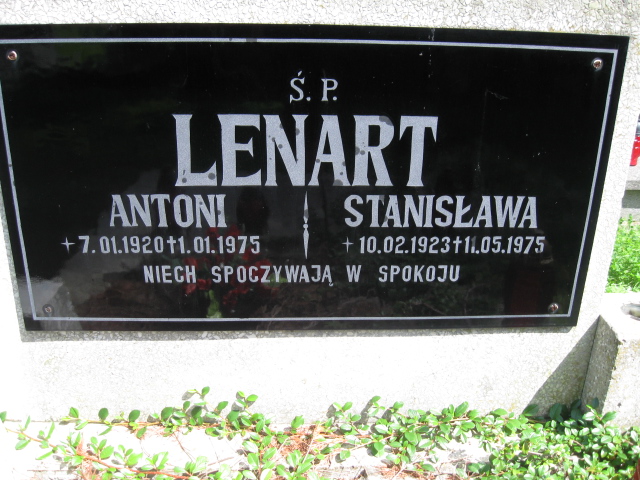 Ś. P.
LENART
ANTONI STANISŁAWA
+7.01.1920†1.01.1975 +10.02.1923†11.05.1975
NIECH SPOCZYWAJĄ W SPOKOJU